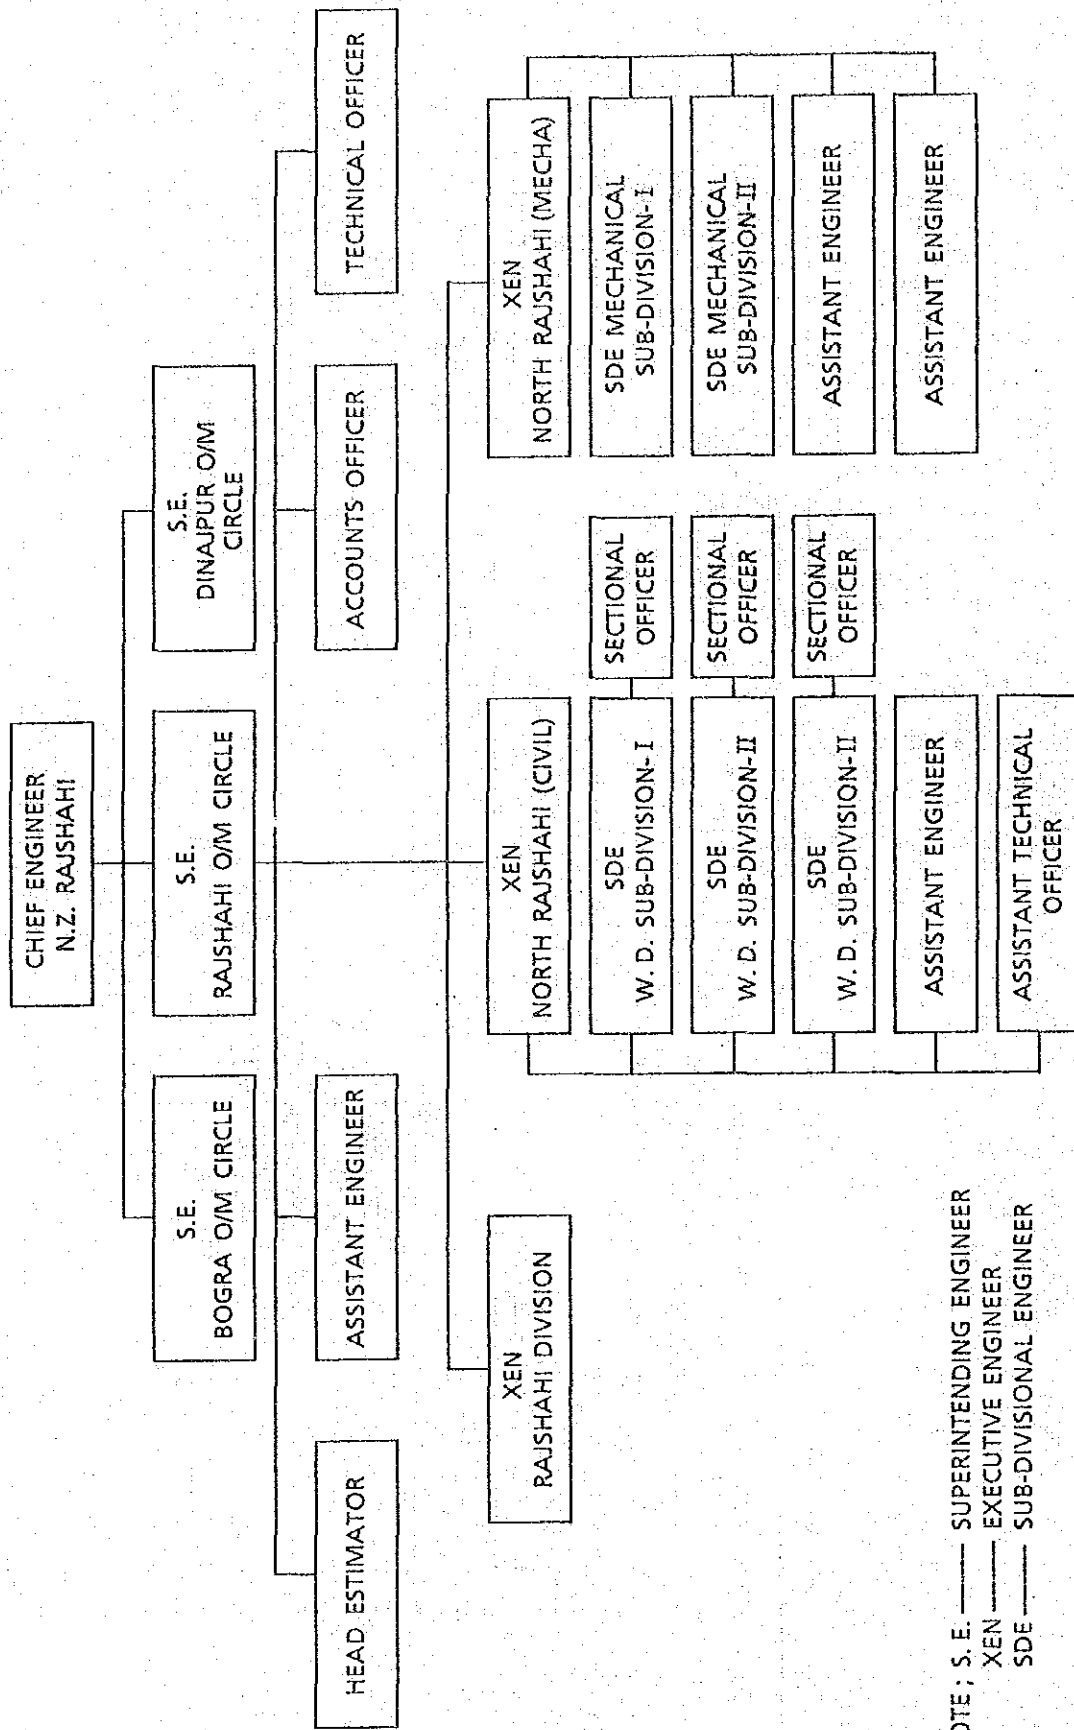 CHIEF ENGINEER
N.Z. RAJSHAHI
S.E.
BOGRA O/M CIRCLE
S.E.
RAJSHAHI O/M CIRCLE
S.E.
DINAJPUR O/M
CIRCLE
HEAD ESTIMATOR
ASSISTANT ENGINEER
ACCOUNTS OFFICER
TECHNICAL OFFICER
XEN
RAJSHAHI DIVISION
XEN
NORTH RAJSHAHI (CIVIL)
XEN
NORTH RAJSHAHI (MECHA)
SDE
W. D. SUB-DIVISION-I
SECTIONAL
OFFICER
SDE MECHANICAL
SUB-DIVISION-I
SDE
W. D. SUB-DIVISION-II
SECTIONAL
OFFICER
SDE MECHANICAL
SUB-DIVISION-II
SDE
W. D. SUB-DIVISION-II
SECTIONAL
OFFICER
ASSISTANT ENGINEER
ASSISTANT ENGINEER
ASSISTANT ENGINEER
ASSISTANT TECHNICAL
OFFICER
OTE ; S. E. —— SUPERINTENDING ENGINEER
XEN —— EXECUTIVE ENGINEER
SDE —— SUB-DIVISIONAL ENGINEER